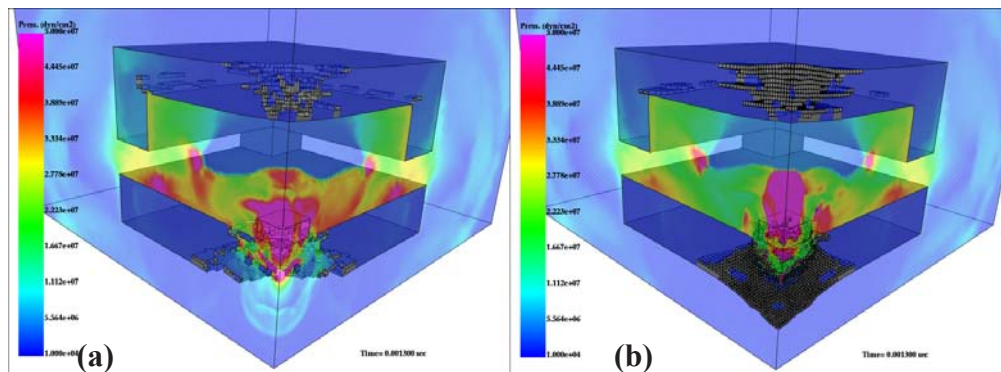 Press. (dyn/cm2)
5.000e+07
4.445e+07
3.889e+07
3.334e+07
2.778e+07
2.223e+07
1.667e+07
1.112e+07
5.564e+06
1.000e+04
(a)
Time= 0.001300 sec
Press. (dyn/cm2)
5.000e+07
4.445e+07
3.889e+07
3.334e+07
2.778e+07
2.223e+07
1.667e+07
1.112e+07
5.564e+06
1.000e+04
(b)
Time= 0.001300 sec